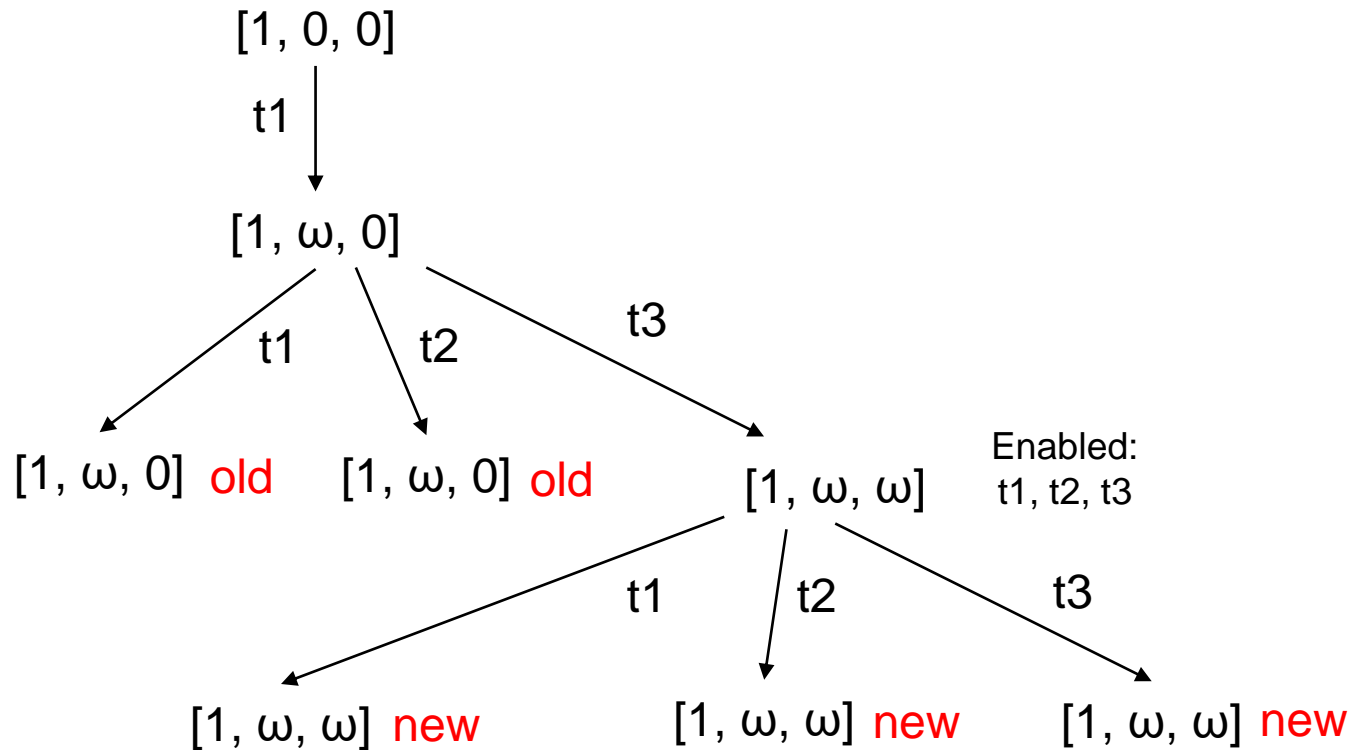 [1, 0, 0]
t1
[1, ω, 0]
t1 t2 t3
[1, ω, 0] old [1, ω, 0] old [1, ω, ω] Enabled:
t1, t2, t3
t1 t2 t3
[1, ω, ω] new [1, ω, ω] new [1, ω, ω] new